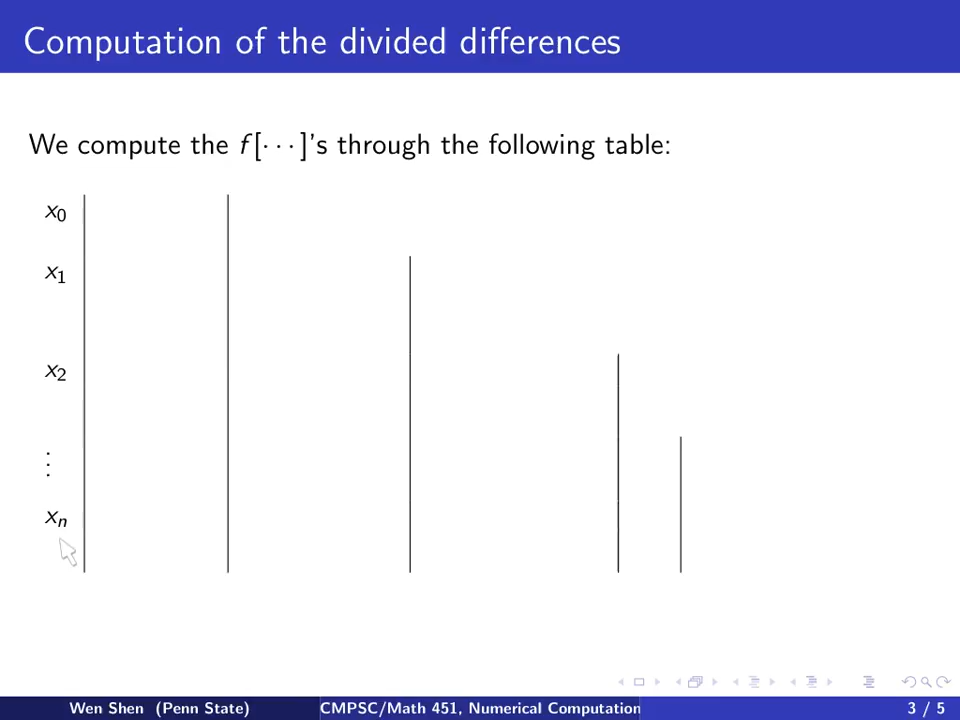 Computation of the divided differences
We compute the f[· · ·]'s through the following table:
x₀
x₁
x₂
⋮
xₙ
Wen Shen (Penn State) CMPSC/Math 451, Numerical Computation 3 / 5